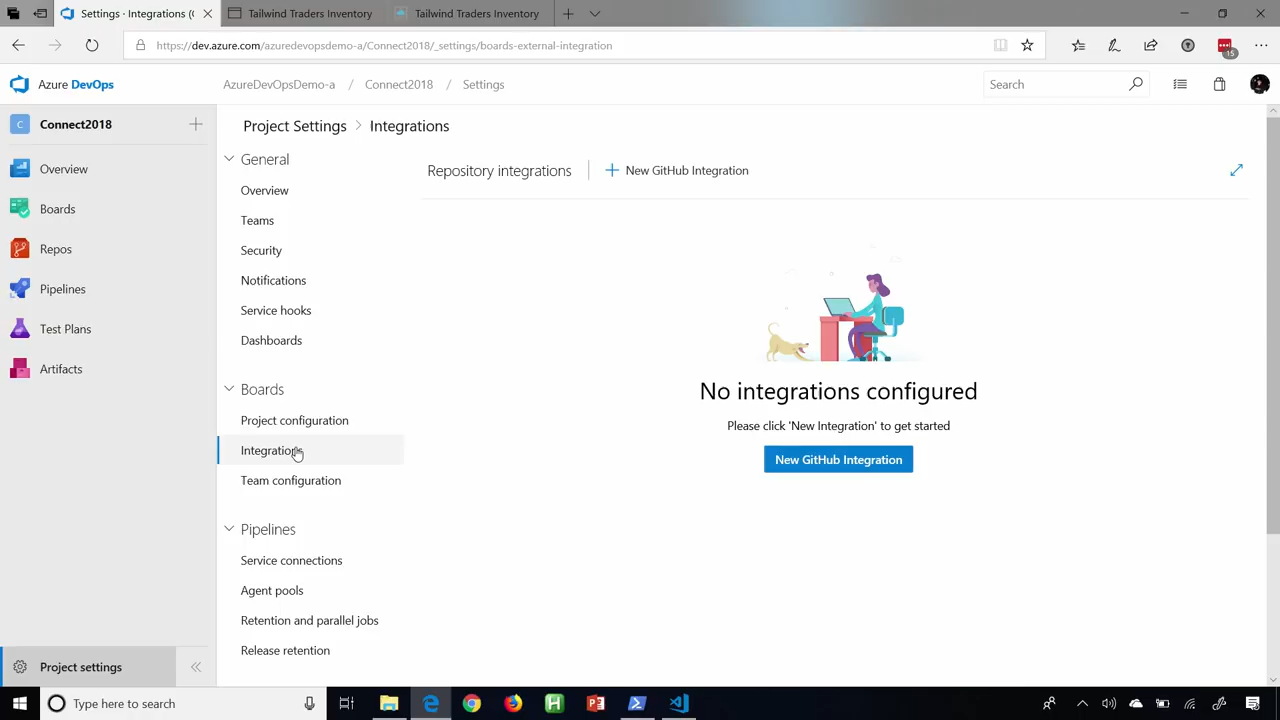 Settings · Integrations (C
Tailwind Traders Inventory
Tailwind Traders Inventory
https://dev.azure.com/azuredevopsdemo-a/Connect2018/_settings/boards-external-integration
15
Azure DevOps
AzureDevOpsDemo-a / Connect2018 / Settings
Search
C Connect2018
Overview
Boards
Repos
Pipelines
Test Plans
Artifacts
Project settings
Project Settings > Integrations
General
Overview
Teams
Security
Notifications
Service hooks
Dashboards
Boards
Project configuration
Integrations
Team configuration
Pipelines
Service connections
Agent pools
Retention and parallel jobs
Release retention
Repository integrations
New GitHub Integration
No integrations configured
Please click 'New Integration' to get started
New GitHub Integration
Type here to search